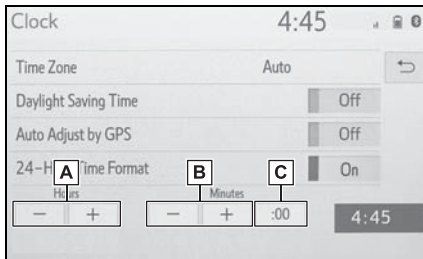 Clock 4:45
Time Zone Auto
Daylight Saving Time Off
Auto Adjust by GPS Off
24-H Time Format On
A B C
Hours Minutes
- + - + :00 4:45